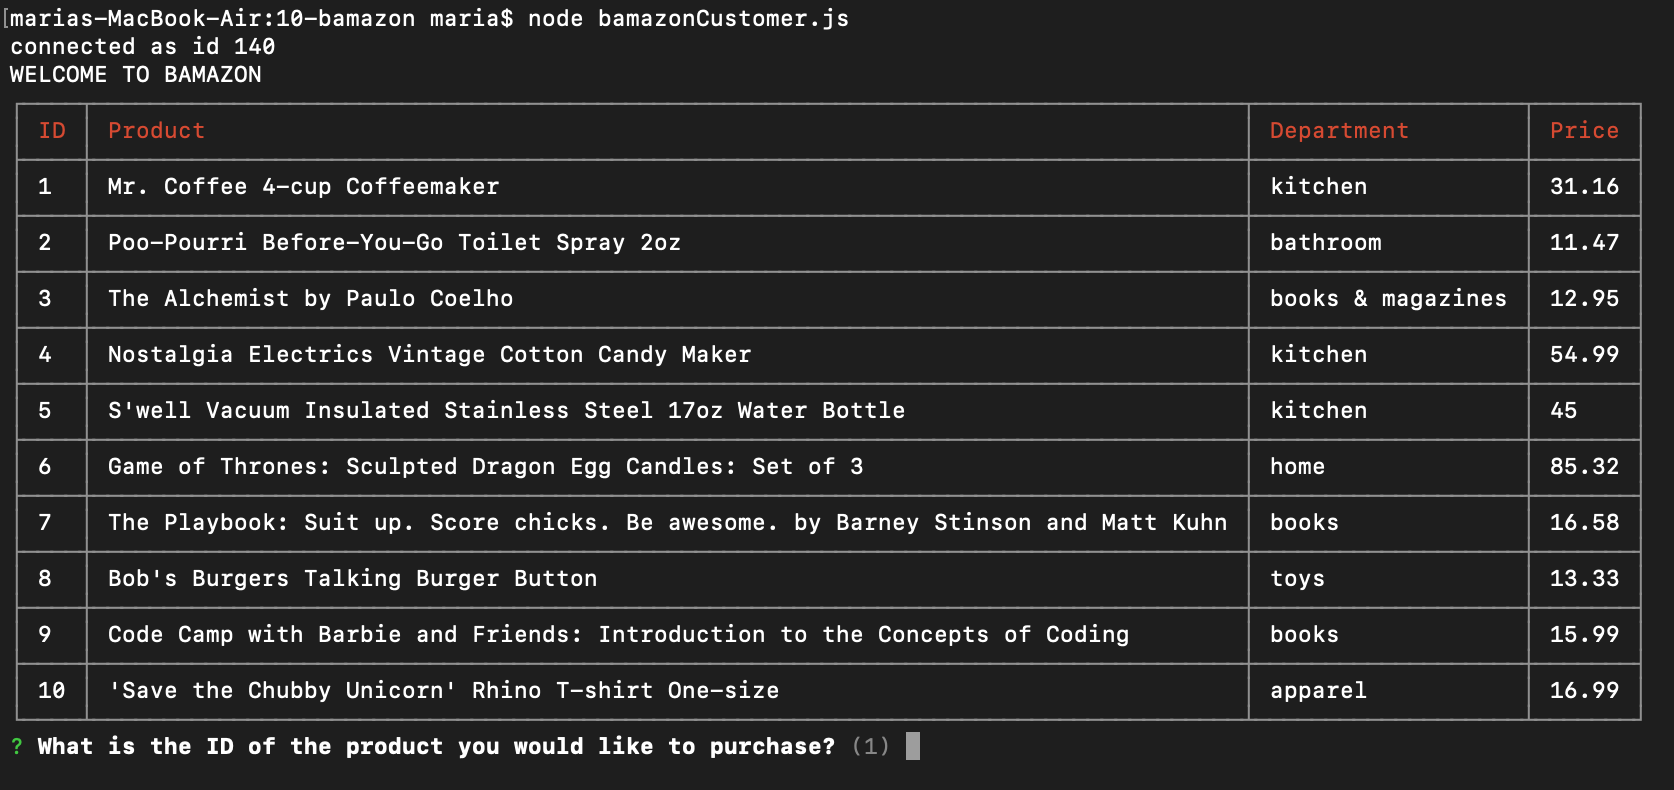 [marias-MacBook-Air:10-bamazon maria$ node bamazonCustomer.js
connected as id 140
WELCOME TO BAMAZON
ID Product Department Price
1 Mr. Coffee 4-cup Coffeemaker kitchen 31.16
2 Poo-Pourri Before-You-Go Toilet Spray 2oz bathroom 11.47
3 The Alchemist by Paulo Coelho books & magazines 12.95
4 Nostalgia Electrics Vintage Cotton Candy Maker kitchen 54.99
5 S'well Vacuum Insulated Stainless Steel 17oz Water Bottle kitchen 45
6 Game of Thrones: Sculpted Dragon Egg Candles: Set of 3 home 85.32
7 The Playbook: Suit up. Score chicks. Be awesome. by Barney Stinson and Matt Kuhn books 16.58
8 Bob's Burgers Talking Burger Button toys 13.33
9 Code Camp with Barbie and Friends: Introduction to the Concepts of Coding books 15.99
10 'Save the Chubby Unicorn' Rhino T-shirt One-size apparel 16.99
? What is the ID of the product you would like to purchase? (1)